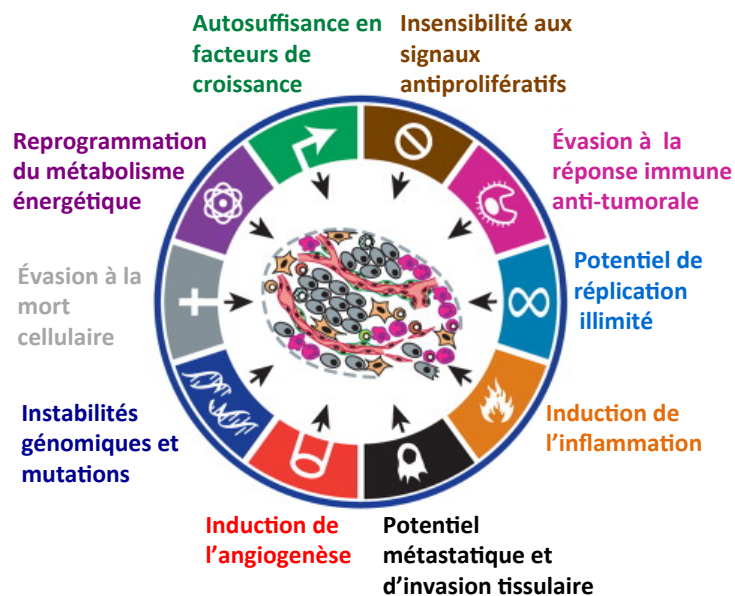 Autosuffisance en
facteurs de
croissance
Insensibilité aux
signaux
antiprolifératifs
Reprogrammation
du métabolisme
énergétique
Évasion à la
réponse immune
anti-tumorale
Évasion à la
mort
cellulaire
Potentiel de
réplication
illimité
Instabilités
génomiques et
mutations
Induction de
l’inflammation
Induction de
l’angiogenèse
Potentiel
métastatique et
d’invasion tissulaire